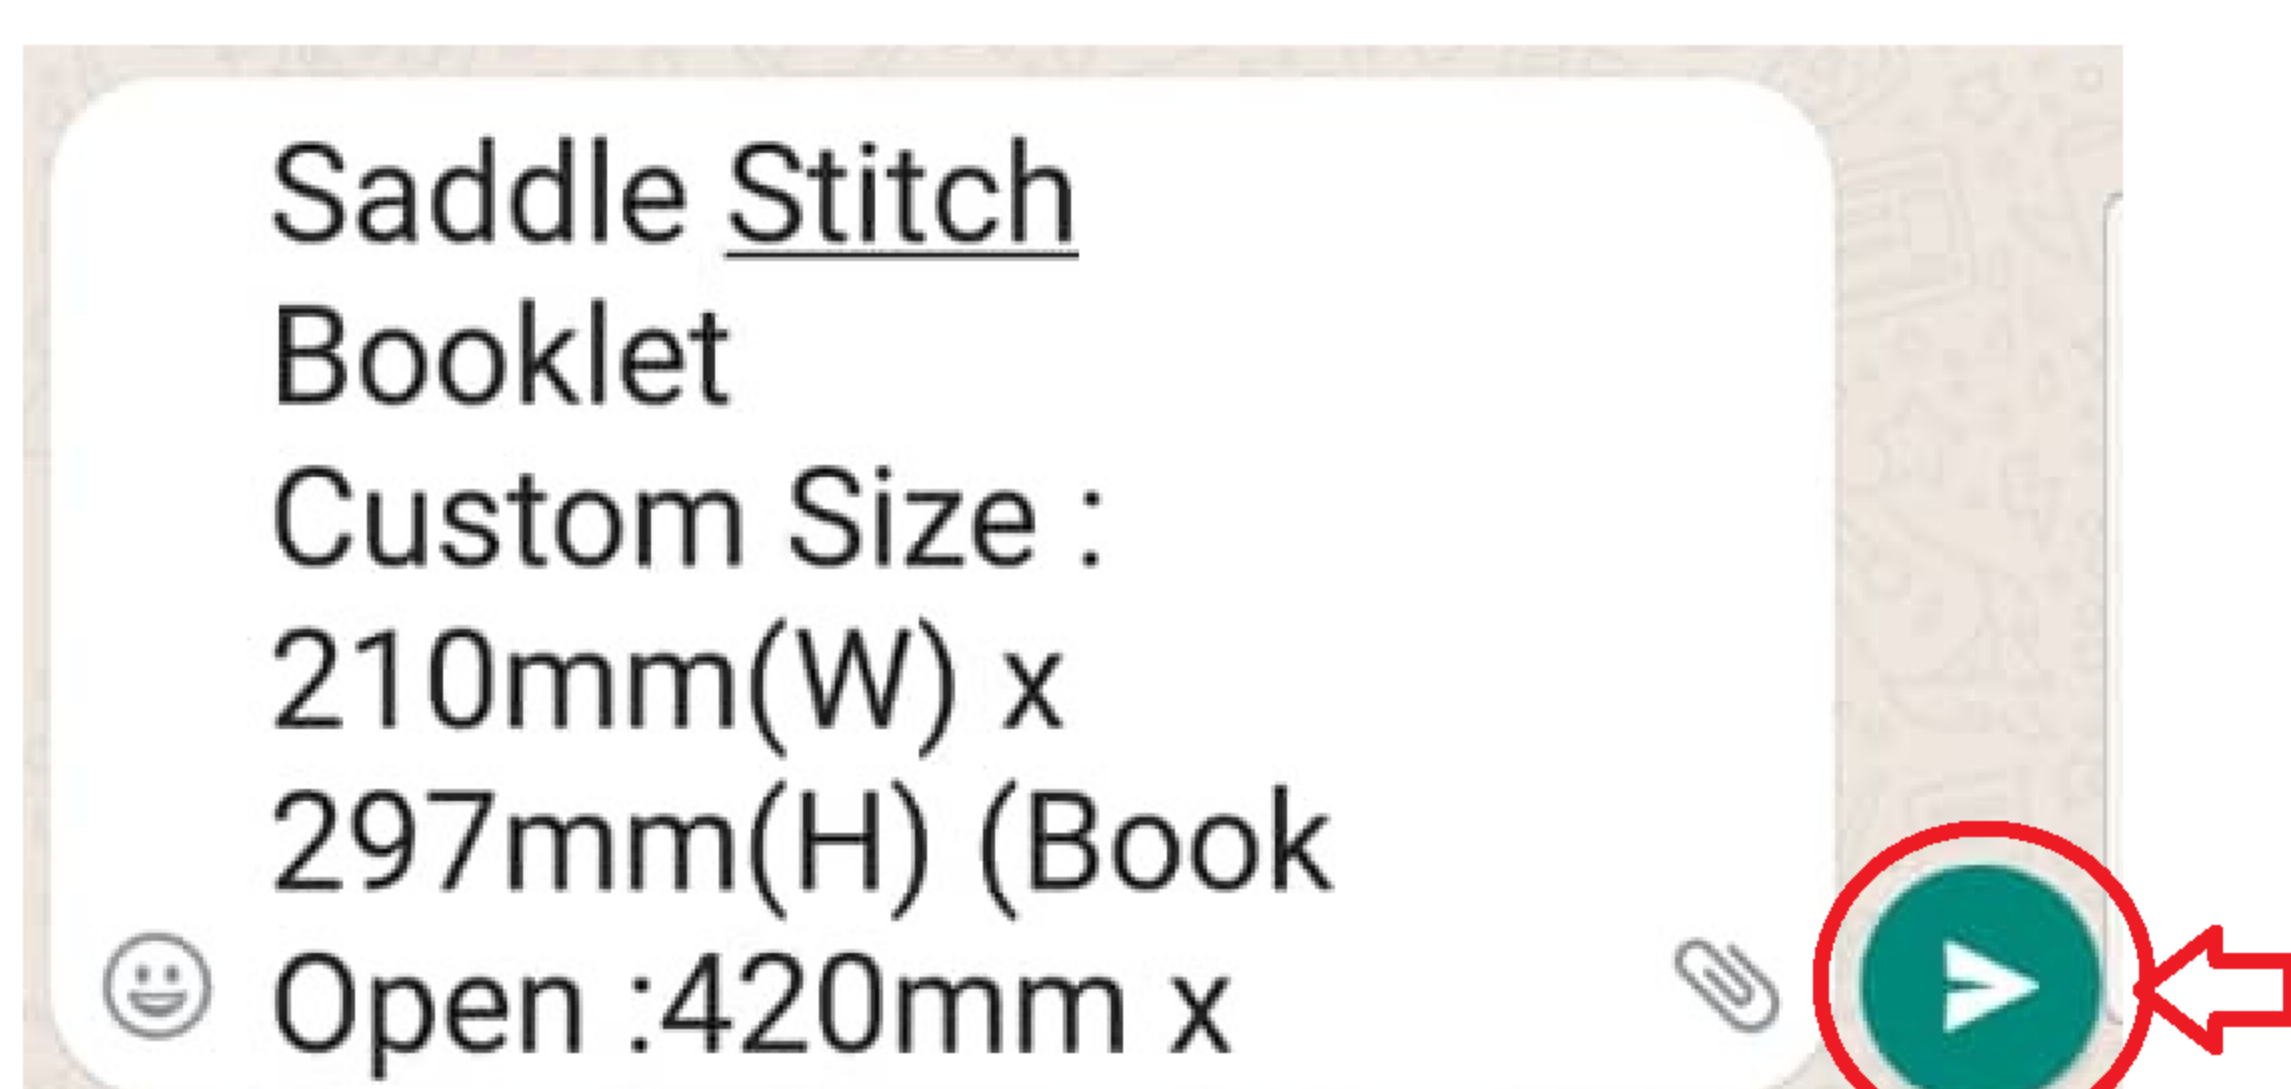 Saddle Stitch
Booklet
Custom Size :
210mm(W) x
297mm(H) (Book
Open :420mm x